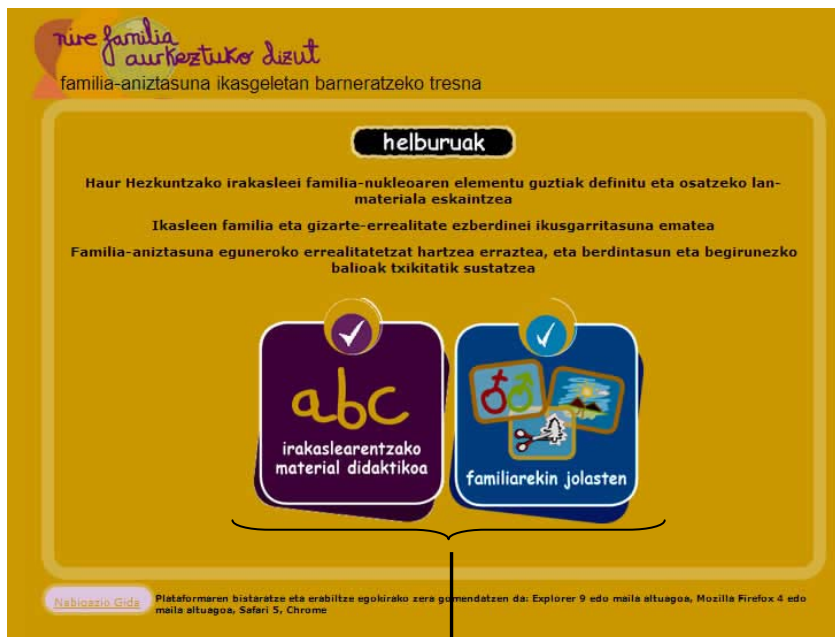 nire familia
aurkeztuko dizut
familia-aniztasuna ikasgeletan barneratzeko tresna
helburuak
Haur Hezkuntzako irakasleei familia-nukleoaren elementu guztiak definitu eta osatzeko lan-
materiala eskaintzea
Ikasleen familia eta gizarte-errealitate ezberdinei ikusgarritasuna ematea
Familia-aniztasuna eguneroko errealitatetzat hartzea erraztea, eta berdintasun eta begirunezko
balioak txikitatik sustatzea
abc
irakaslearentzako
material didaktikoa
familiarekin jolasten
Nabigazio Gida
Plataformaren bistaratze eta erabiltze egokirako zera gomendatzen da: Explorer 9 edo maila altuagoa, Mozilla Firefox 4 edo
maila altuagoa, Safari 5, Chrome